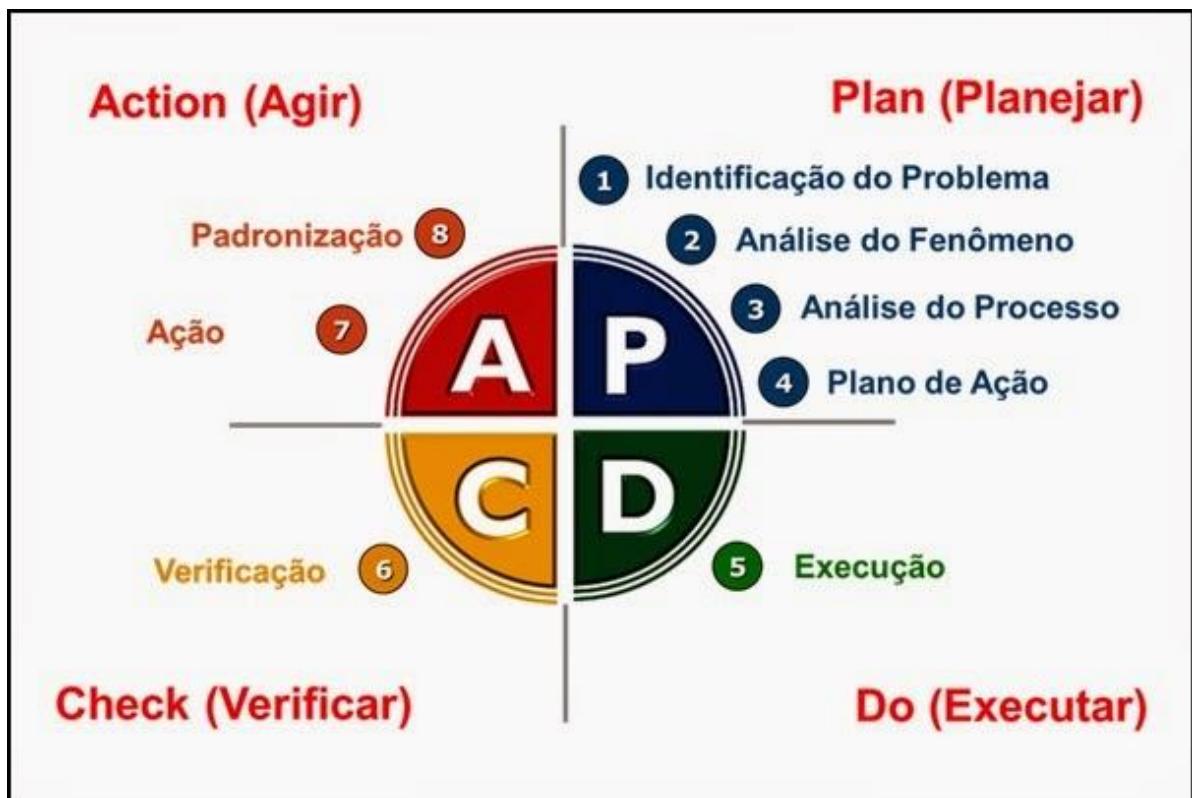 Action (Agir)
Plan (Planejar)
1 Identificação do Problema
2 Análise do Fenômeno
3 Análise do Processo
4 Plano de Ação
Padronização 8
Ação 7
A P
C D
Verificação 6
5 Execução
Check (Verificar)
Do (Executar)